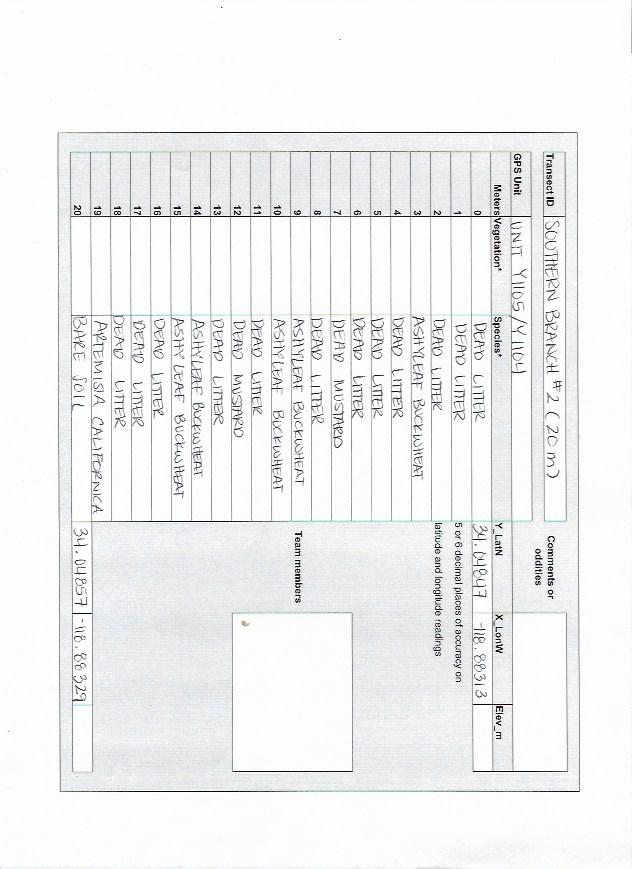 Transect ID SOUTHERN BRANCH #2 (20 m)
Comments or oddities
GPS Unit UNIT Y1105/Y1104
Meters Vegetation* Species* Y_LatN X_LonW Elev_m
0 DEAD LITTER 34.04847 -118.88313
1 DEAD LITTER
5 or 6 decimal places of accuracy on
2 DEAD LITTER
latitude and longitude readings
3 ASHYLEAF BUCKWHEAT
4 DEAD LITTER
5 DEAD LITTER
6 DEAD LITTER
7 DEAD MUSTARD
8 DEAD LITTER
9 ASHYLEAF BUCKWHEAT
Team members
10 ASHYLEAF BUCKWHEAT
11 DEAD LITTER
12 DEAD MUSTARD
13 DEAD LITTER
14 ASHYLEAF BUCKWHEAT
15 ASHYLEAF BUCKWHEAT
16 DEAD LITTER
17 DEAD LITTER
18 DEAD LITTER
19 ARTEMISIA CALIFORNICA
20 BARE SOIL 34.04857 -118.88329